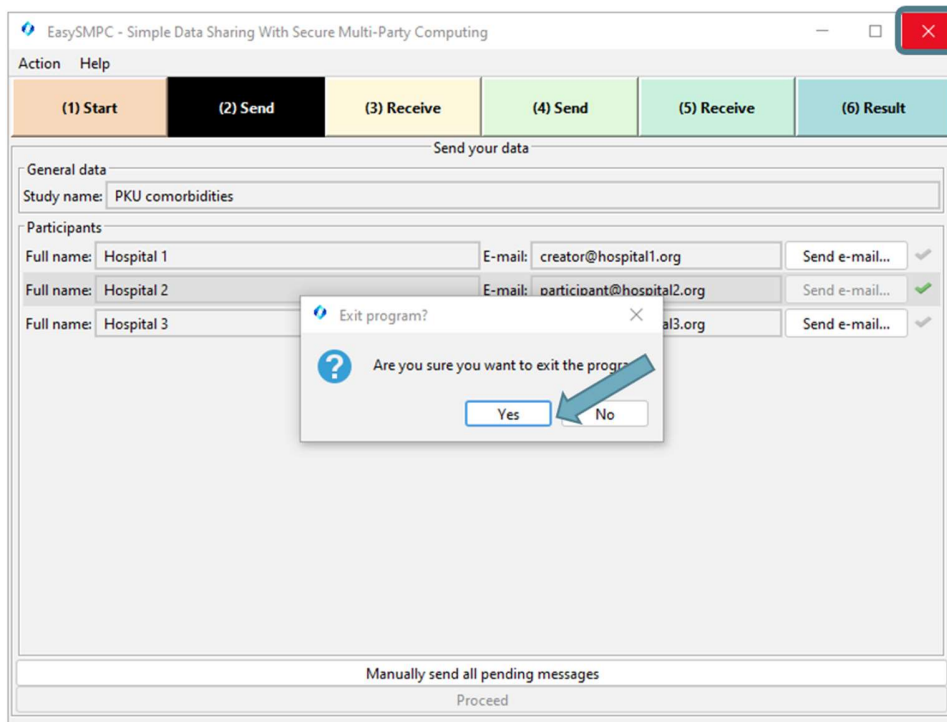 EasySMPC - Simple Data Sharing With Secure Multi-Party Computing
Action Help
(1) Start (2) Send (3) Receive (4) Send (5) Receive (6) Result
Send your data
General data
Study name: PKU comorbidities
Participants
Full name: Hospital 1 E-mail: creator@hospital1.org Send e-mail...
Full name: Hospital 2 E-mail: participant@hospital2.org Send e-mail...
Full name: Hospital 3 al3.org Send e-mail...
Exit program?
Are you sure you want to exit the
Yes No
Manually send all pending messages
Proceed